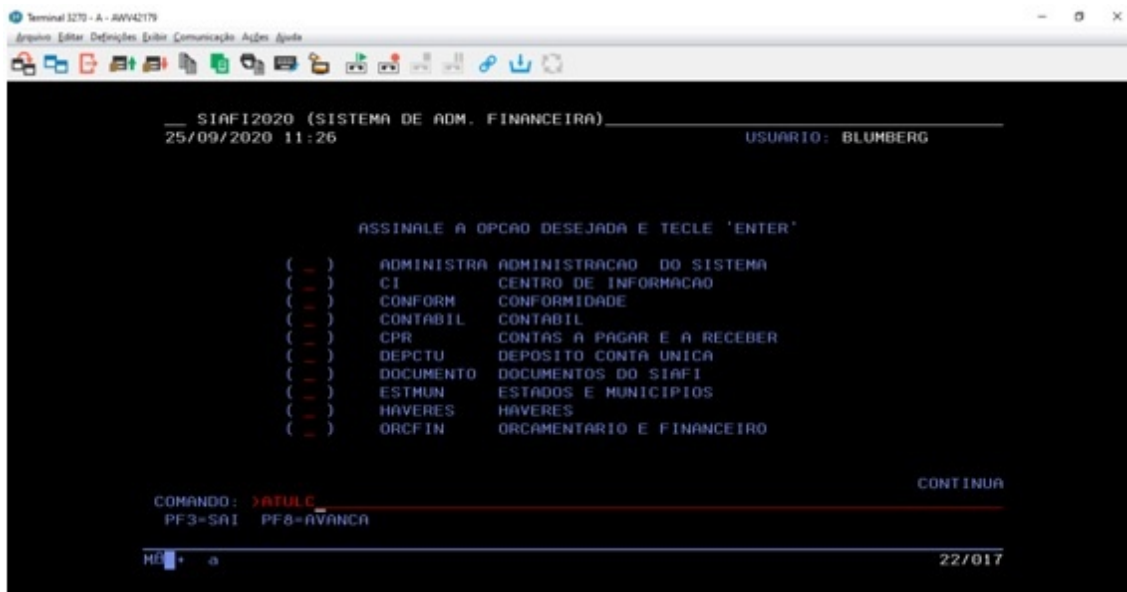 Terminal 3270 - A - AWV42179
Arquivo Editar Definições Exibir Comunicação Ações Ajuda
__ SIAFI2020 (SISTEMA DE ADM. FINANCEIRA)
25/09/2020 11:26 USUARIO: BLUMBERG
ASSINALE A OPCAO DESEJADA E TECLE 'ENTER'
( _ ) ADMINISTRA ADMINISTRACAO DO SISTEMA
( _ ) CI CENTRO DE INFORMACAO
( _ ) CONFORM CONFORMIDADE
( _ ) CONTABIL CONTABIL
( _ ) CPR CONTAS A PAGAR E A RECEBER
( _ ) DEPCTU DEPOSITO CONTA UNICA
( _ ) DOCUMENTO DOCUMENTOS DO SIAFI
( _ ) ESTMUN ESTADOS E MUNICIPIOS
( _ ) HAVERES HAVERES
( _ ) ORCFIN ORCAMENTARIO E FINANCEIRO
CONTINUA
COMANDO: >ATULC_
PF3=SAI PF8=AVANCA
a 22/017